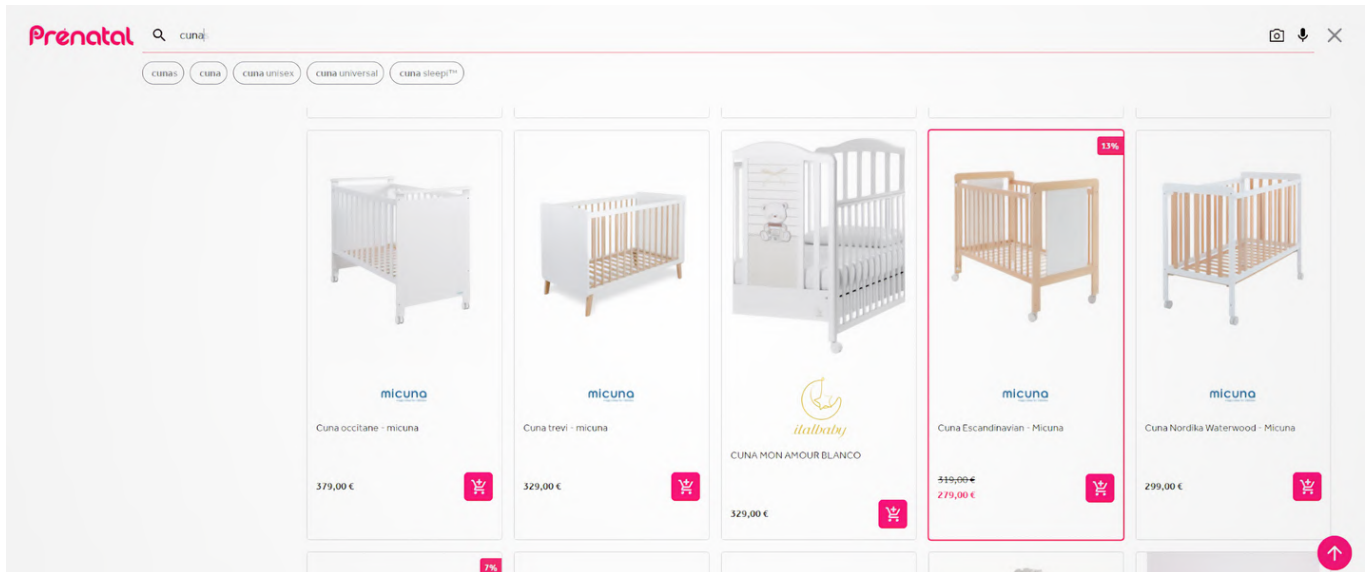 Prénatal
cuna
cunas
cuna
cuna unisex
cuna universal
cuna sleepi™
13%
micuna
micuna
italbaby
micuna
micuna
Cuna occitane - micuna
Cuna trevi - micuna
CUNA MON AMOUR BLANCO
Cuna Escandinavian - Micuna
Cuna Nordika Waterwood - Micuna
379,00 €
329,00 €
329,00 €
319,00 €
279,00 €
299,00 €
7%